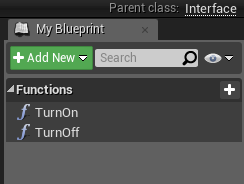 Parent class: Interface
My Blueprint
Add New Search
Functions
TurnOn
TurnOff